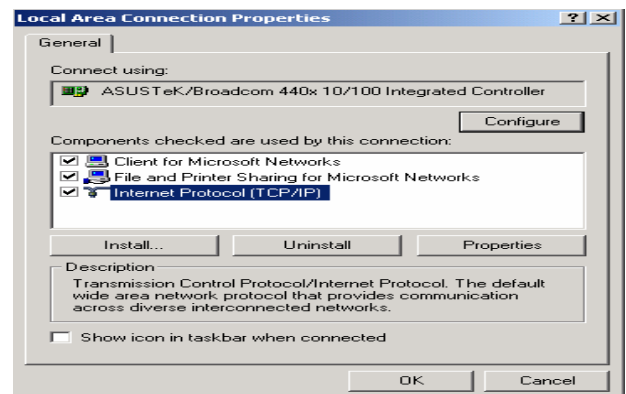 Local Area Connection Properties
General
Connect using:
ASUSTeK/Broadcom 440x 10/100 Integrated Controller
Configure
Components checked are used by this connection:
Client for Microsoft Networks
File and Printer Sharing for Microsoft Networks
Internet Protocol (TCP/IP)
Install... Uninstall Properties
Description
Transmission Control Protocol/Internet Protocol. The default
wide area network protocol that provides communication
across diverse interconnected networks.
Show icon in taskbar when connected
OK Cancel